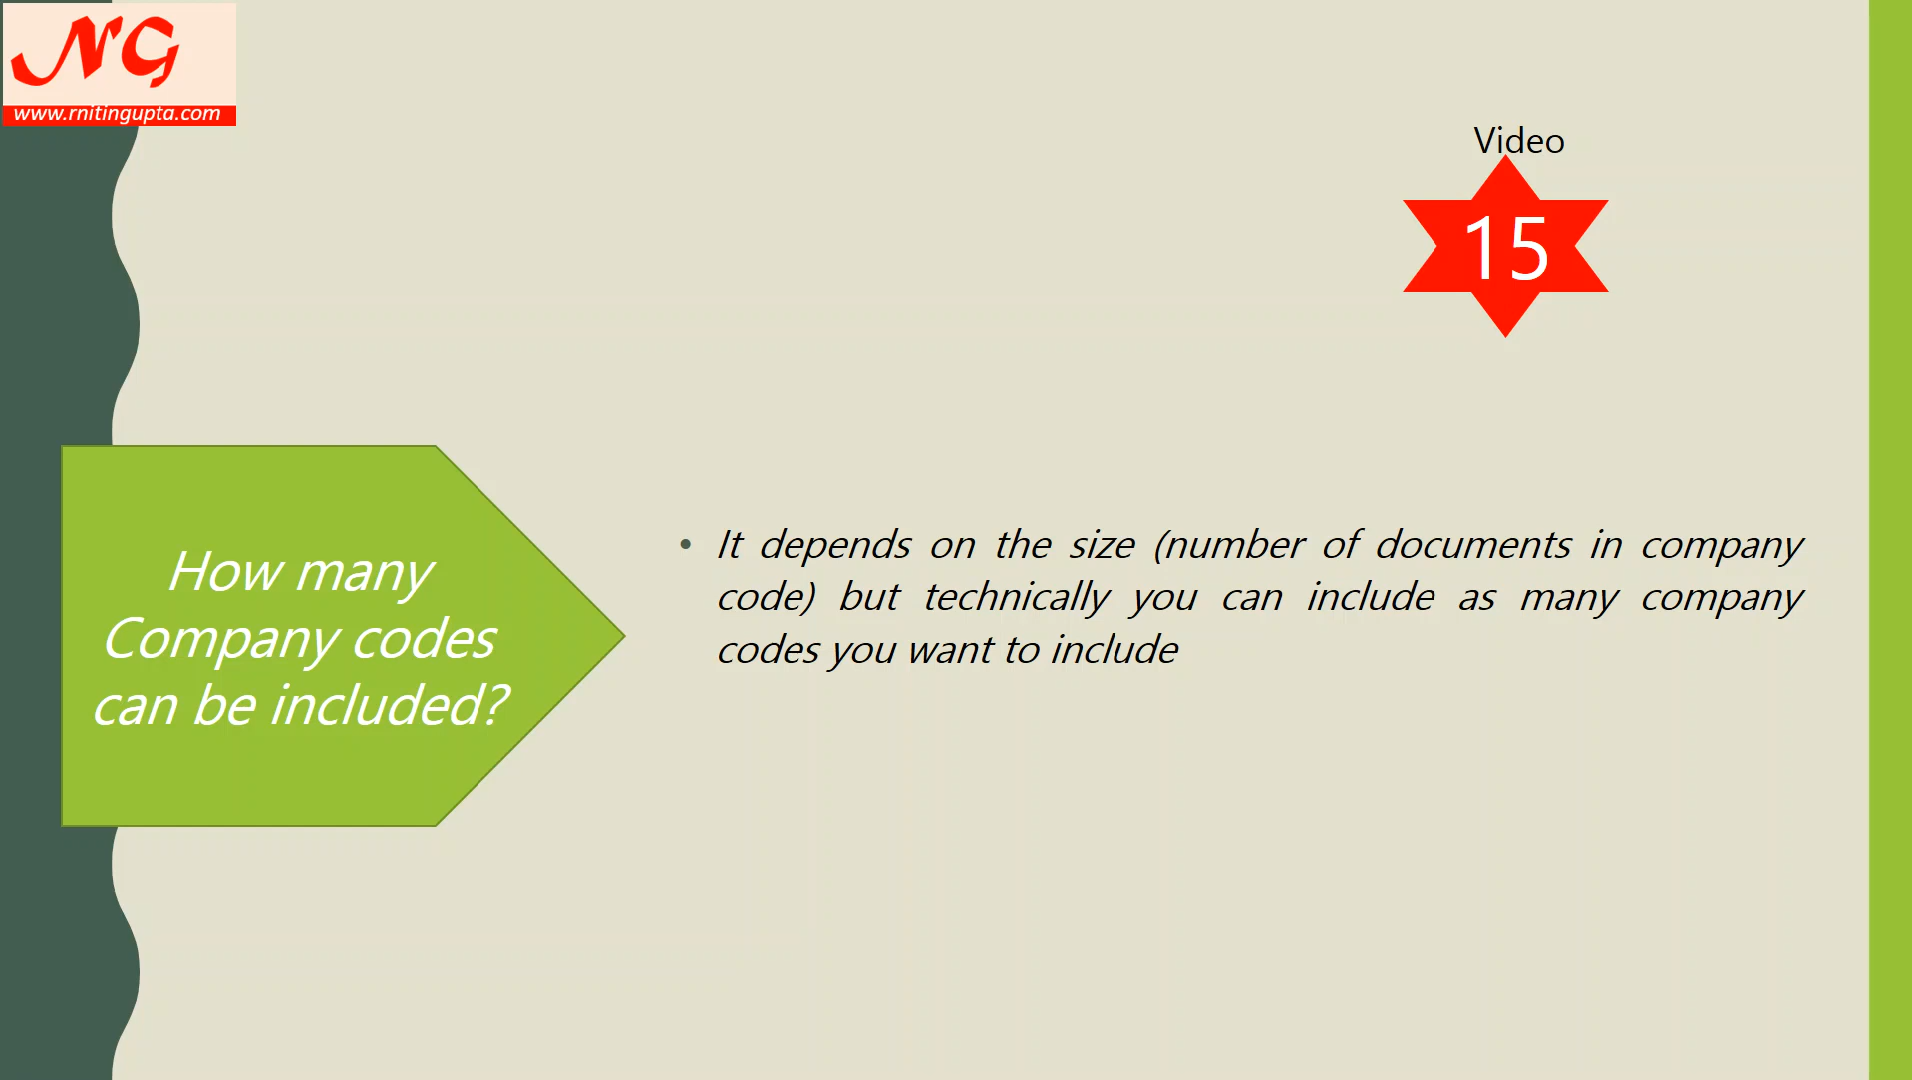 NG
www.rnitingupta.com
Video
15
How many
Company codes
can be included?
• It depends on the size (number of documents in company
code) but technically you can include as many company
codes you want to include